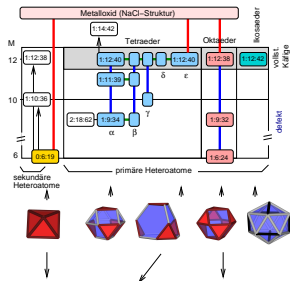 Metalloxid (NaCl−Struktur)
1:14:42
Tetraeder
Oktaeder
Ikosaeder
M
1:12:38
12
1:12:40
δ
ε
1:12:40
1:12:38
1:12:42
vollst. Käfige
1:11:39
1:10:36
10
γ
2:18:62
1:9:34
1:9:32
defekt
α
β
6
0:6:19
1:6:24
sekundäre Heteroatome
primäre Heteroatome